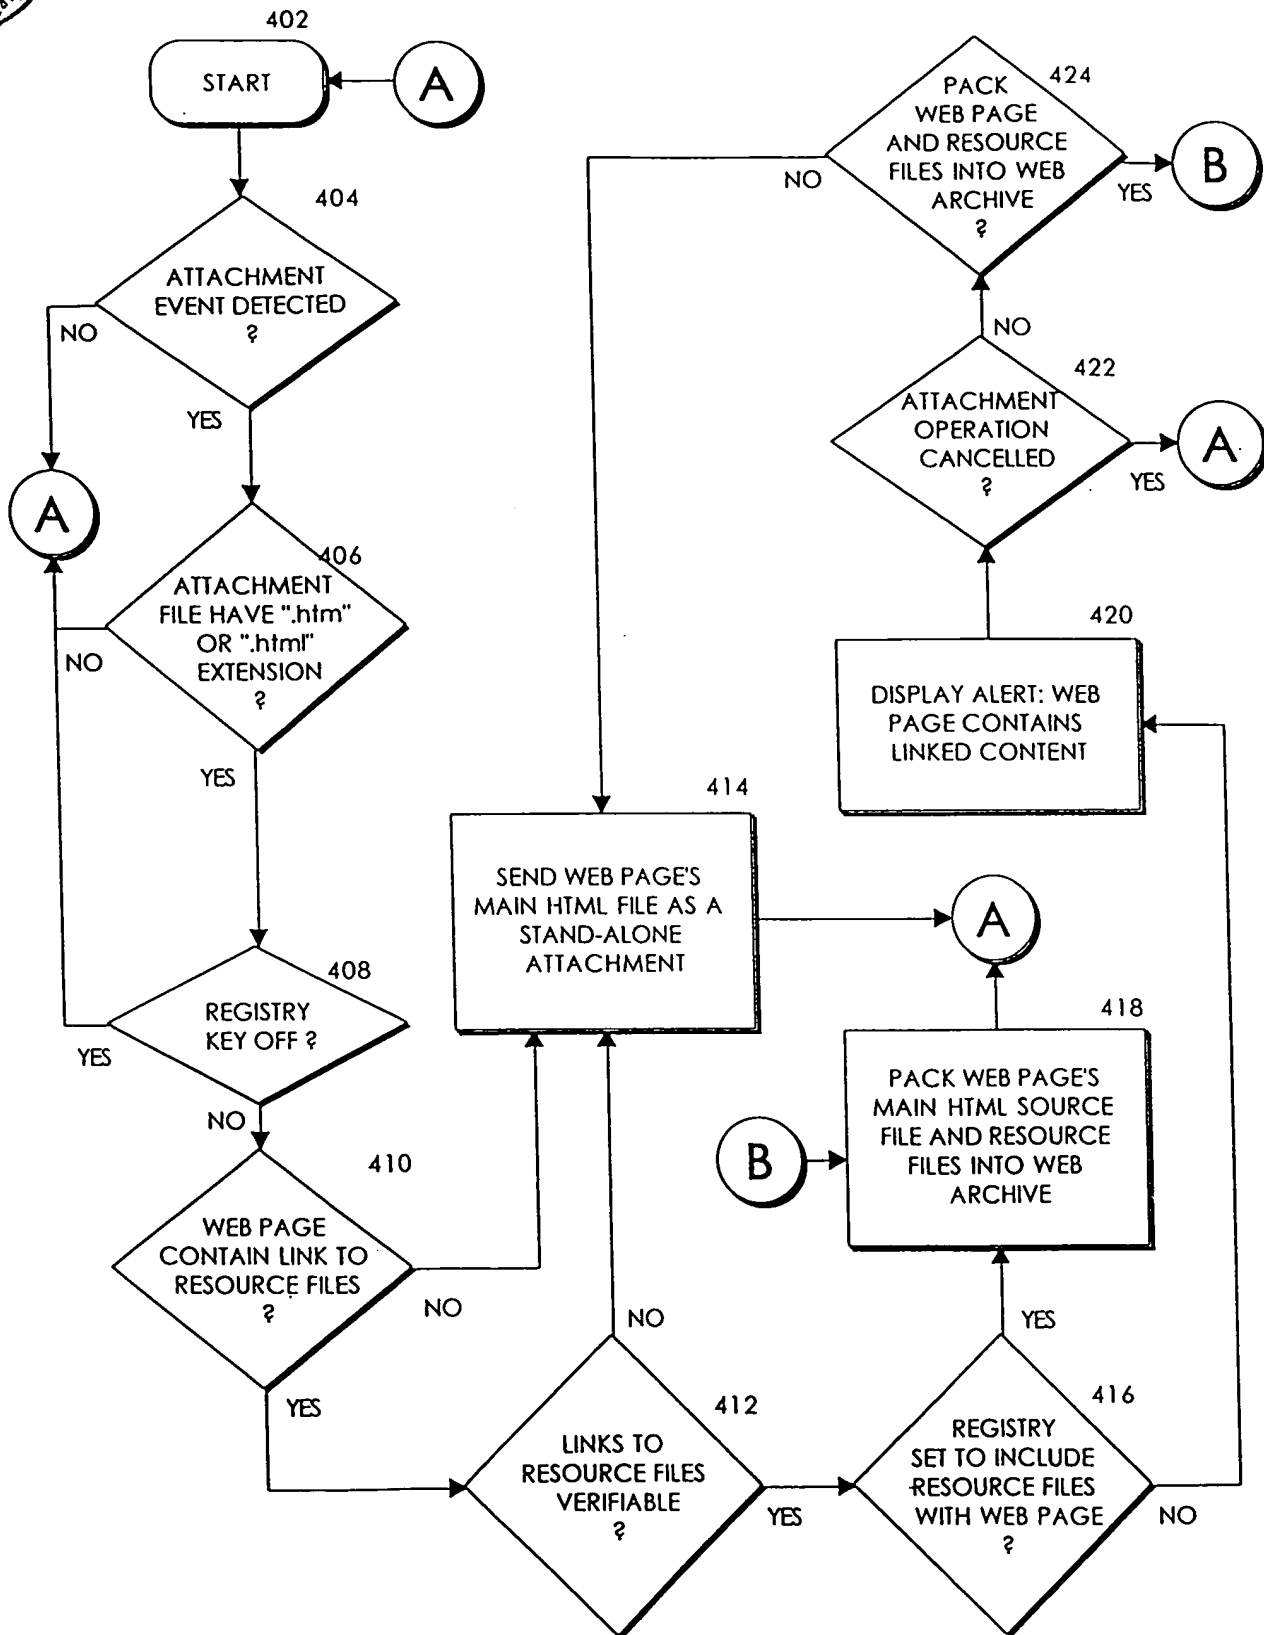 402
START
A
404
ATTACHMENT
EVENT DETECTED
?
NO
YES
A
406
ATTACHMENT
FILE HAVE ".htm"
OR ".html"
EXTENSION
?
NO
YES
408
REGISTRY
KEY OFF ?
YES
NO
410
WEB PAGE
CONTAIN LINK TO
RESOURCE FILES
?
NO
YES
412
LINKS TO
RESOURCE FILES
VERIFIABLE
?
NO
YES
414
SEND WEB PAGE'S
MAIN HTML FILE AS A
STAND-ALONE
ATTACHMENT
A
416
REGISTRY
SET TO INCLUDE
RESOURCE FILES
WITH WEB PAGE
?
YES
NO
418
PACK WEB PAGE'S
MAIN HTML SOURCE
FILE AND RESOURCE
FILES INTO WEB
ARCHIVE
B
420
DISPLAY ALERT: WEB
PAGE CONTAINS
LINKED CONTENT
422
ATTACHMENT
OPERATION
CANCELLED
?
YES
A
NO
424
PACK
WEB PAGE
AND RESOURCE
FILES INTO WEB
ARCHIVE
?
NO
YES
B